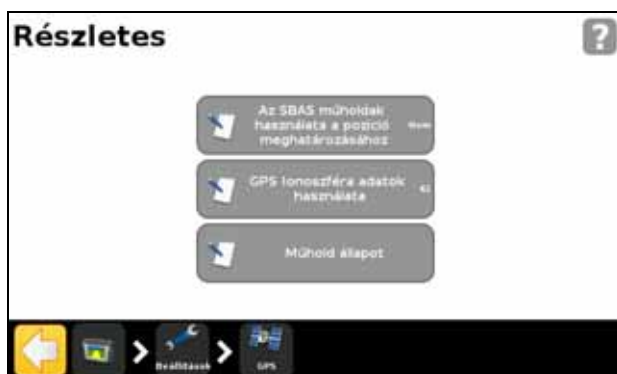 Részletes
?
Az SBAS műholdak
használata a pozíció
meghatározásához
GPS Ionoszféra adatok
használata
Műhold állapot
Beállítások
GPS